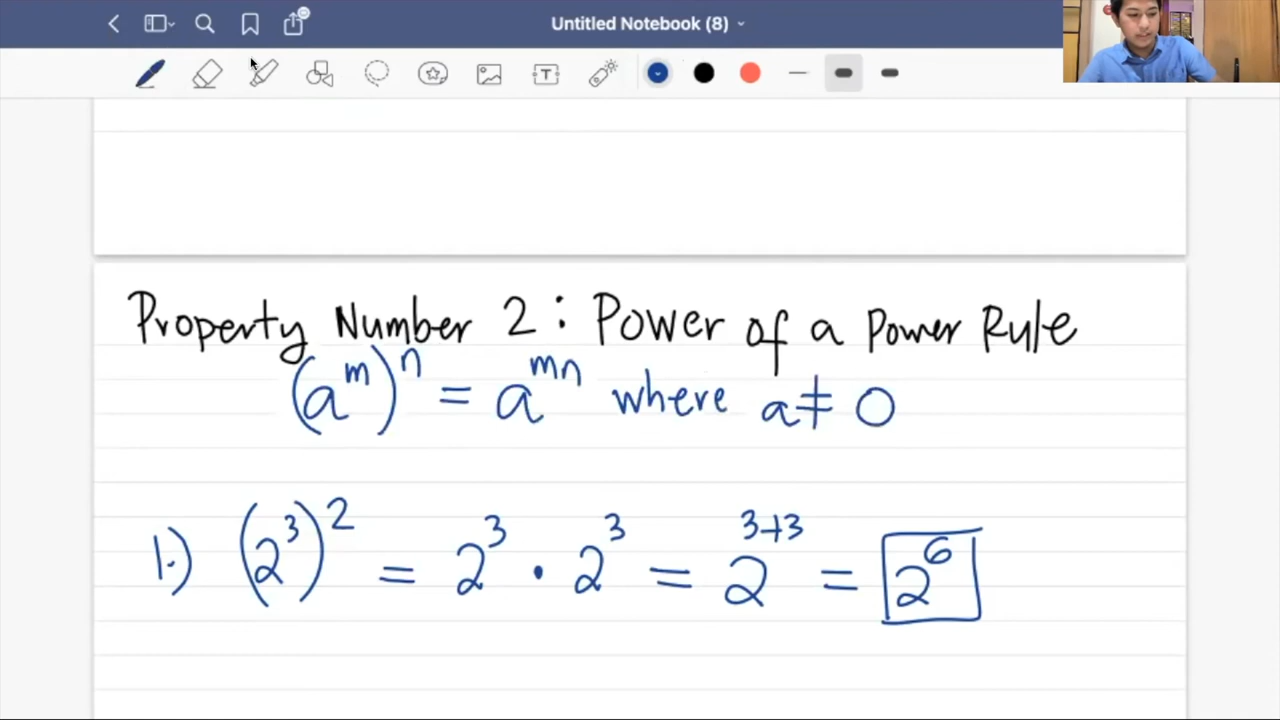 Untitled Notebook (8)
T
Property Number 2: Power of a Power Rule
(a^m)^n = a^mn where a ≠ 0
1.) (2^3)^2 = 2^3 · 2^3 = 2^3+3 = 2^6